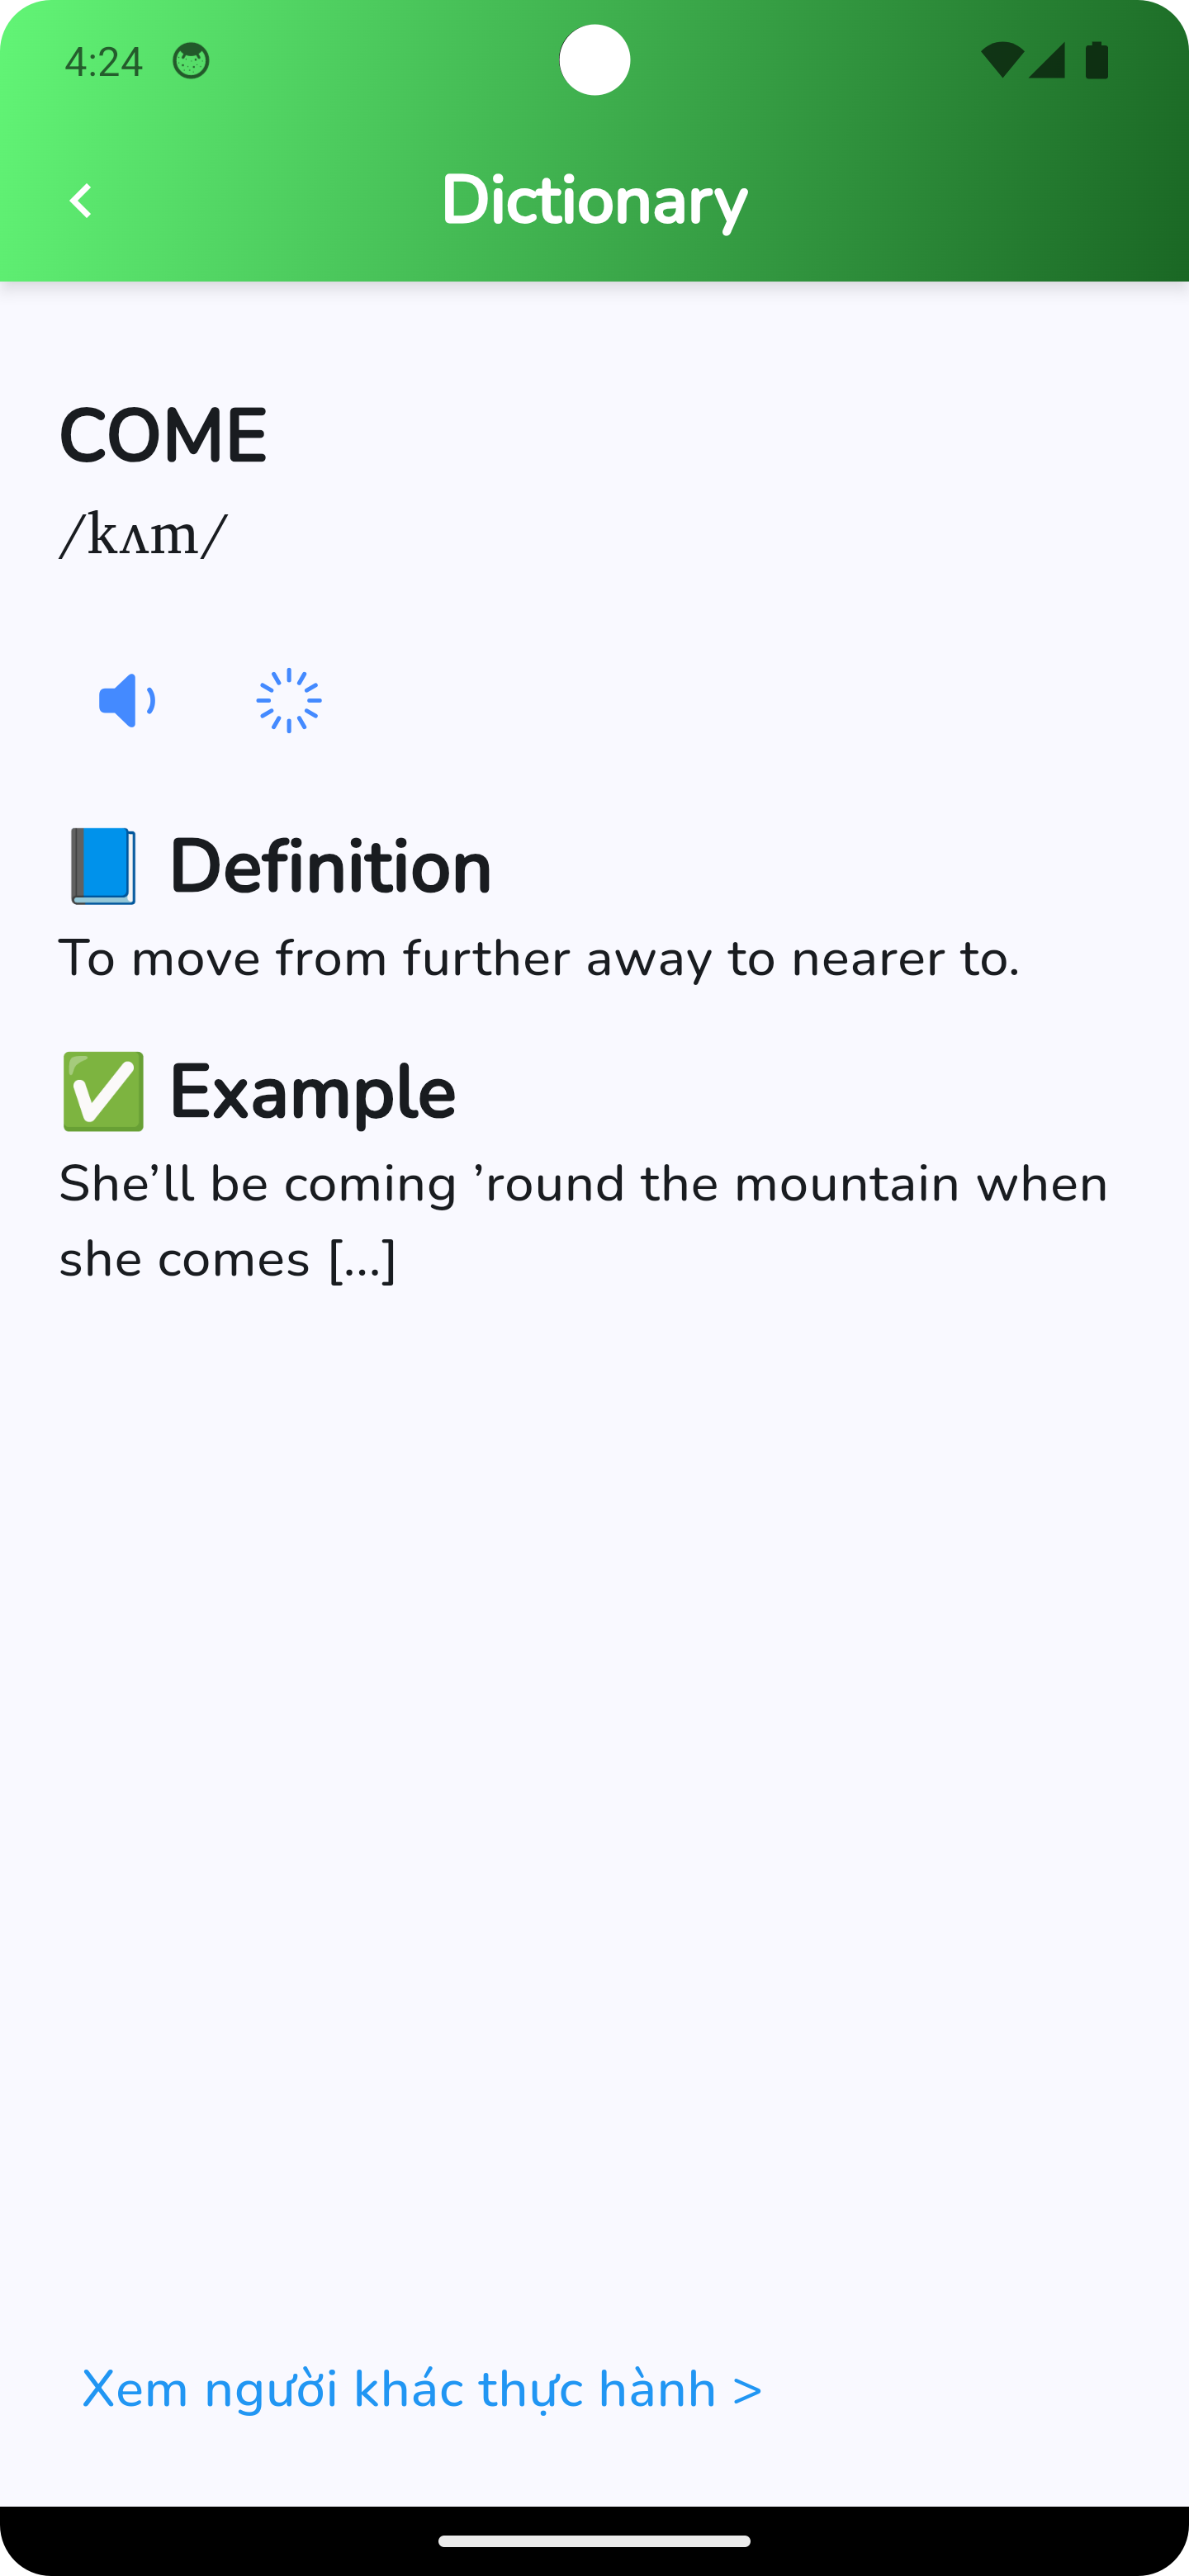 4:24
Dictionary
COME
/kʌm/
Definition
To move from further away to nearer to.
Example
She’ll be coming ’round the mountain when
she comes [...]
Xem người khác thực hành >